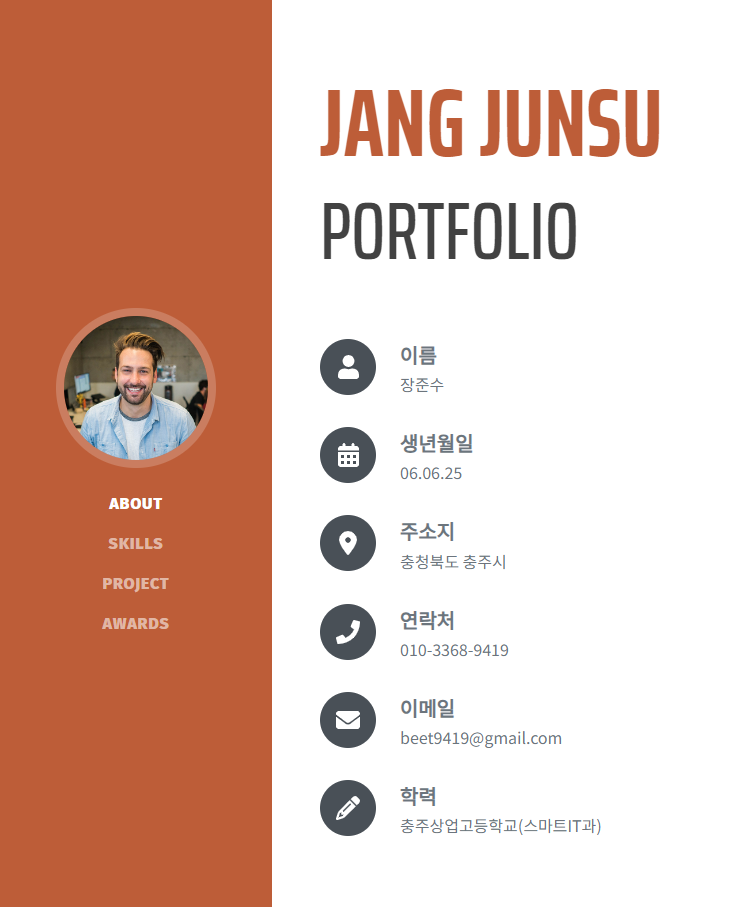 JANG JUNSU
PORTFOLIO
ABOUT
SKILLS
PROJECT
AWARDS
이름
장준수
생년월일
06.06.25
주소지
충청북도 충주시
연락처
010-3368-9419
이메일
beet9419@gmail.com
학력
충주상업고등학교(스마트IT과)